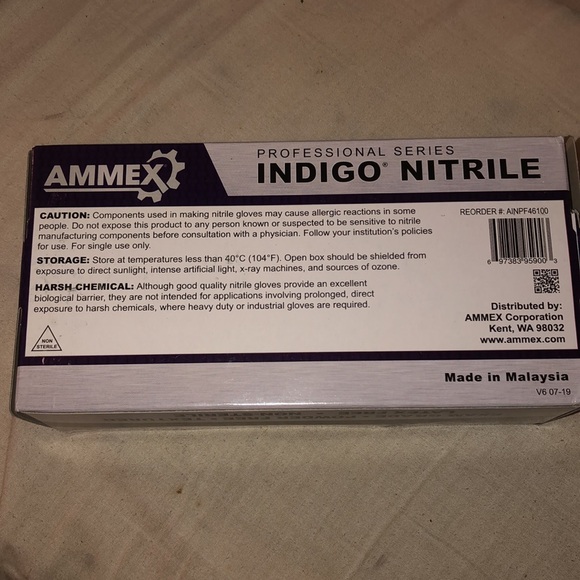 AMMEX
PROFESSIONAL SERIES
INDIGO® NITRILE
CAUTION: Components used in making nitrile gloves may cause allergic reactions in some
people. Do not expose this product to any person known or suspected to be sensitive to nitrile
manufacturing components before consultation with a physician. Follow your institution's policies
for use. For single use only.
STORAGE: Store at temperatures less than 40°C (104°F). Open box should be shielded from
exposure to direct sunlight, intense artificial light, x-ray machines, and sources of ozone.
HARSH CHEMICAL: Although good quality nitrile gloves provide an excellent
biological barrier, they are not intended for applications involving prolonged, direct
exposure to harsh chemicals, where heavy duty or industrial gloves are required.
NON
STERILE
REORDER #: AINPF46100
6 97383 95900 3
Distributed by:
AMMEX Corporation
Kent, WA 98032
www.ammex.com
Made in Malaysia
V6 07-19